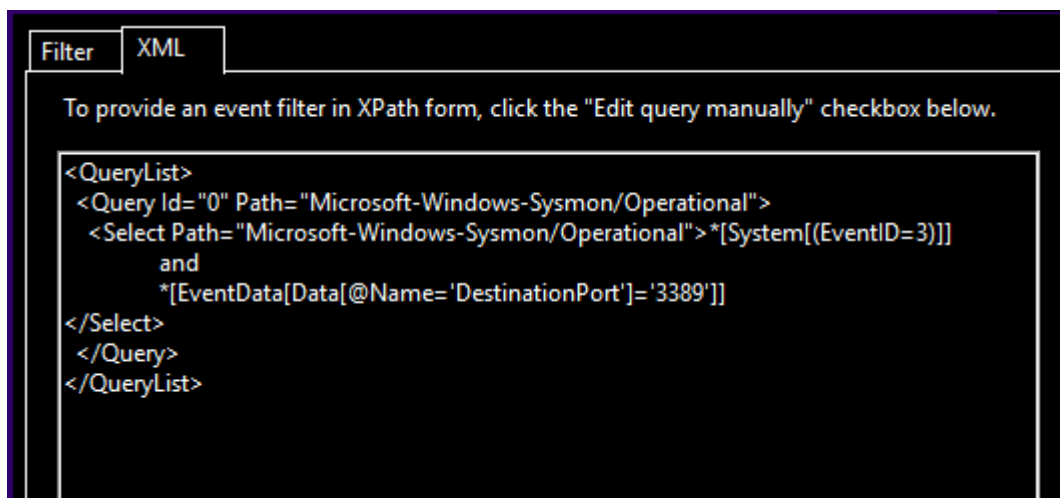 Filter XML
To provide an event filter in XPath form, click the "Edit query manually" checkbox below.
<QueryList>
<Query Id="0" Path="Microsoft-Windows-Sysmon/Operational">
<Select Path="Microsoft-Windows-Sysmon/Operational">*[System[(EventID=3)]]
and
*[EventData[Data[@Name='DestinationPort']='3389']]
</Select>
</Query>
</QueryList>